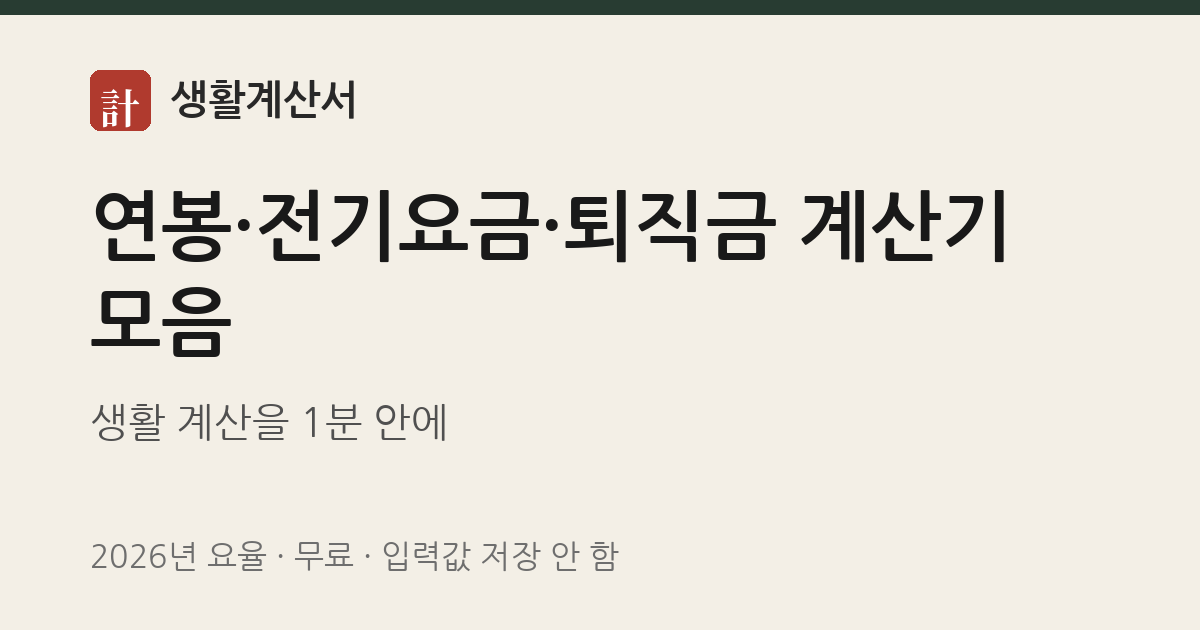 計 생활계산서
연봉·전기요금·퇴직금 계산기
모음
생활 계산을 1분 안에
2026년 요율 · 무료 · 입력값 저장 안 함